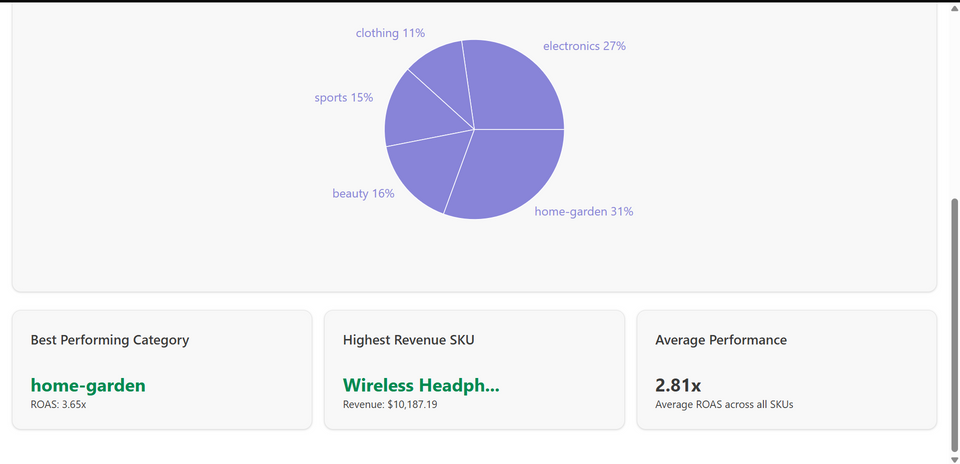 clothing 11%
electronics 27%
sports 15%
beauty 16%
home-garden 31%
Best Performing Category
home-garden
ROAS: 3.65x
Highest Revenue SKU
Wireless Headph...
Revenue: $10,187.19
Average Performance
2.81x
Average ROAS across all SKUs